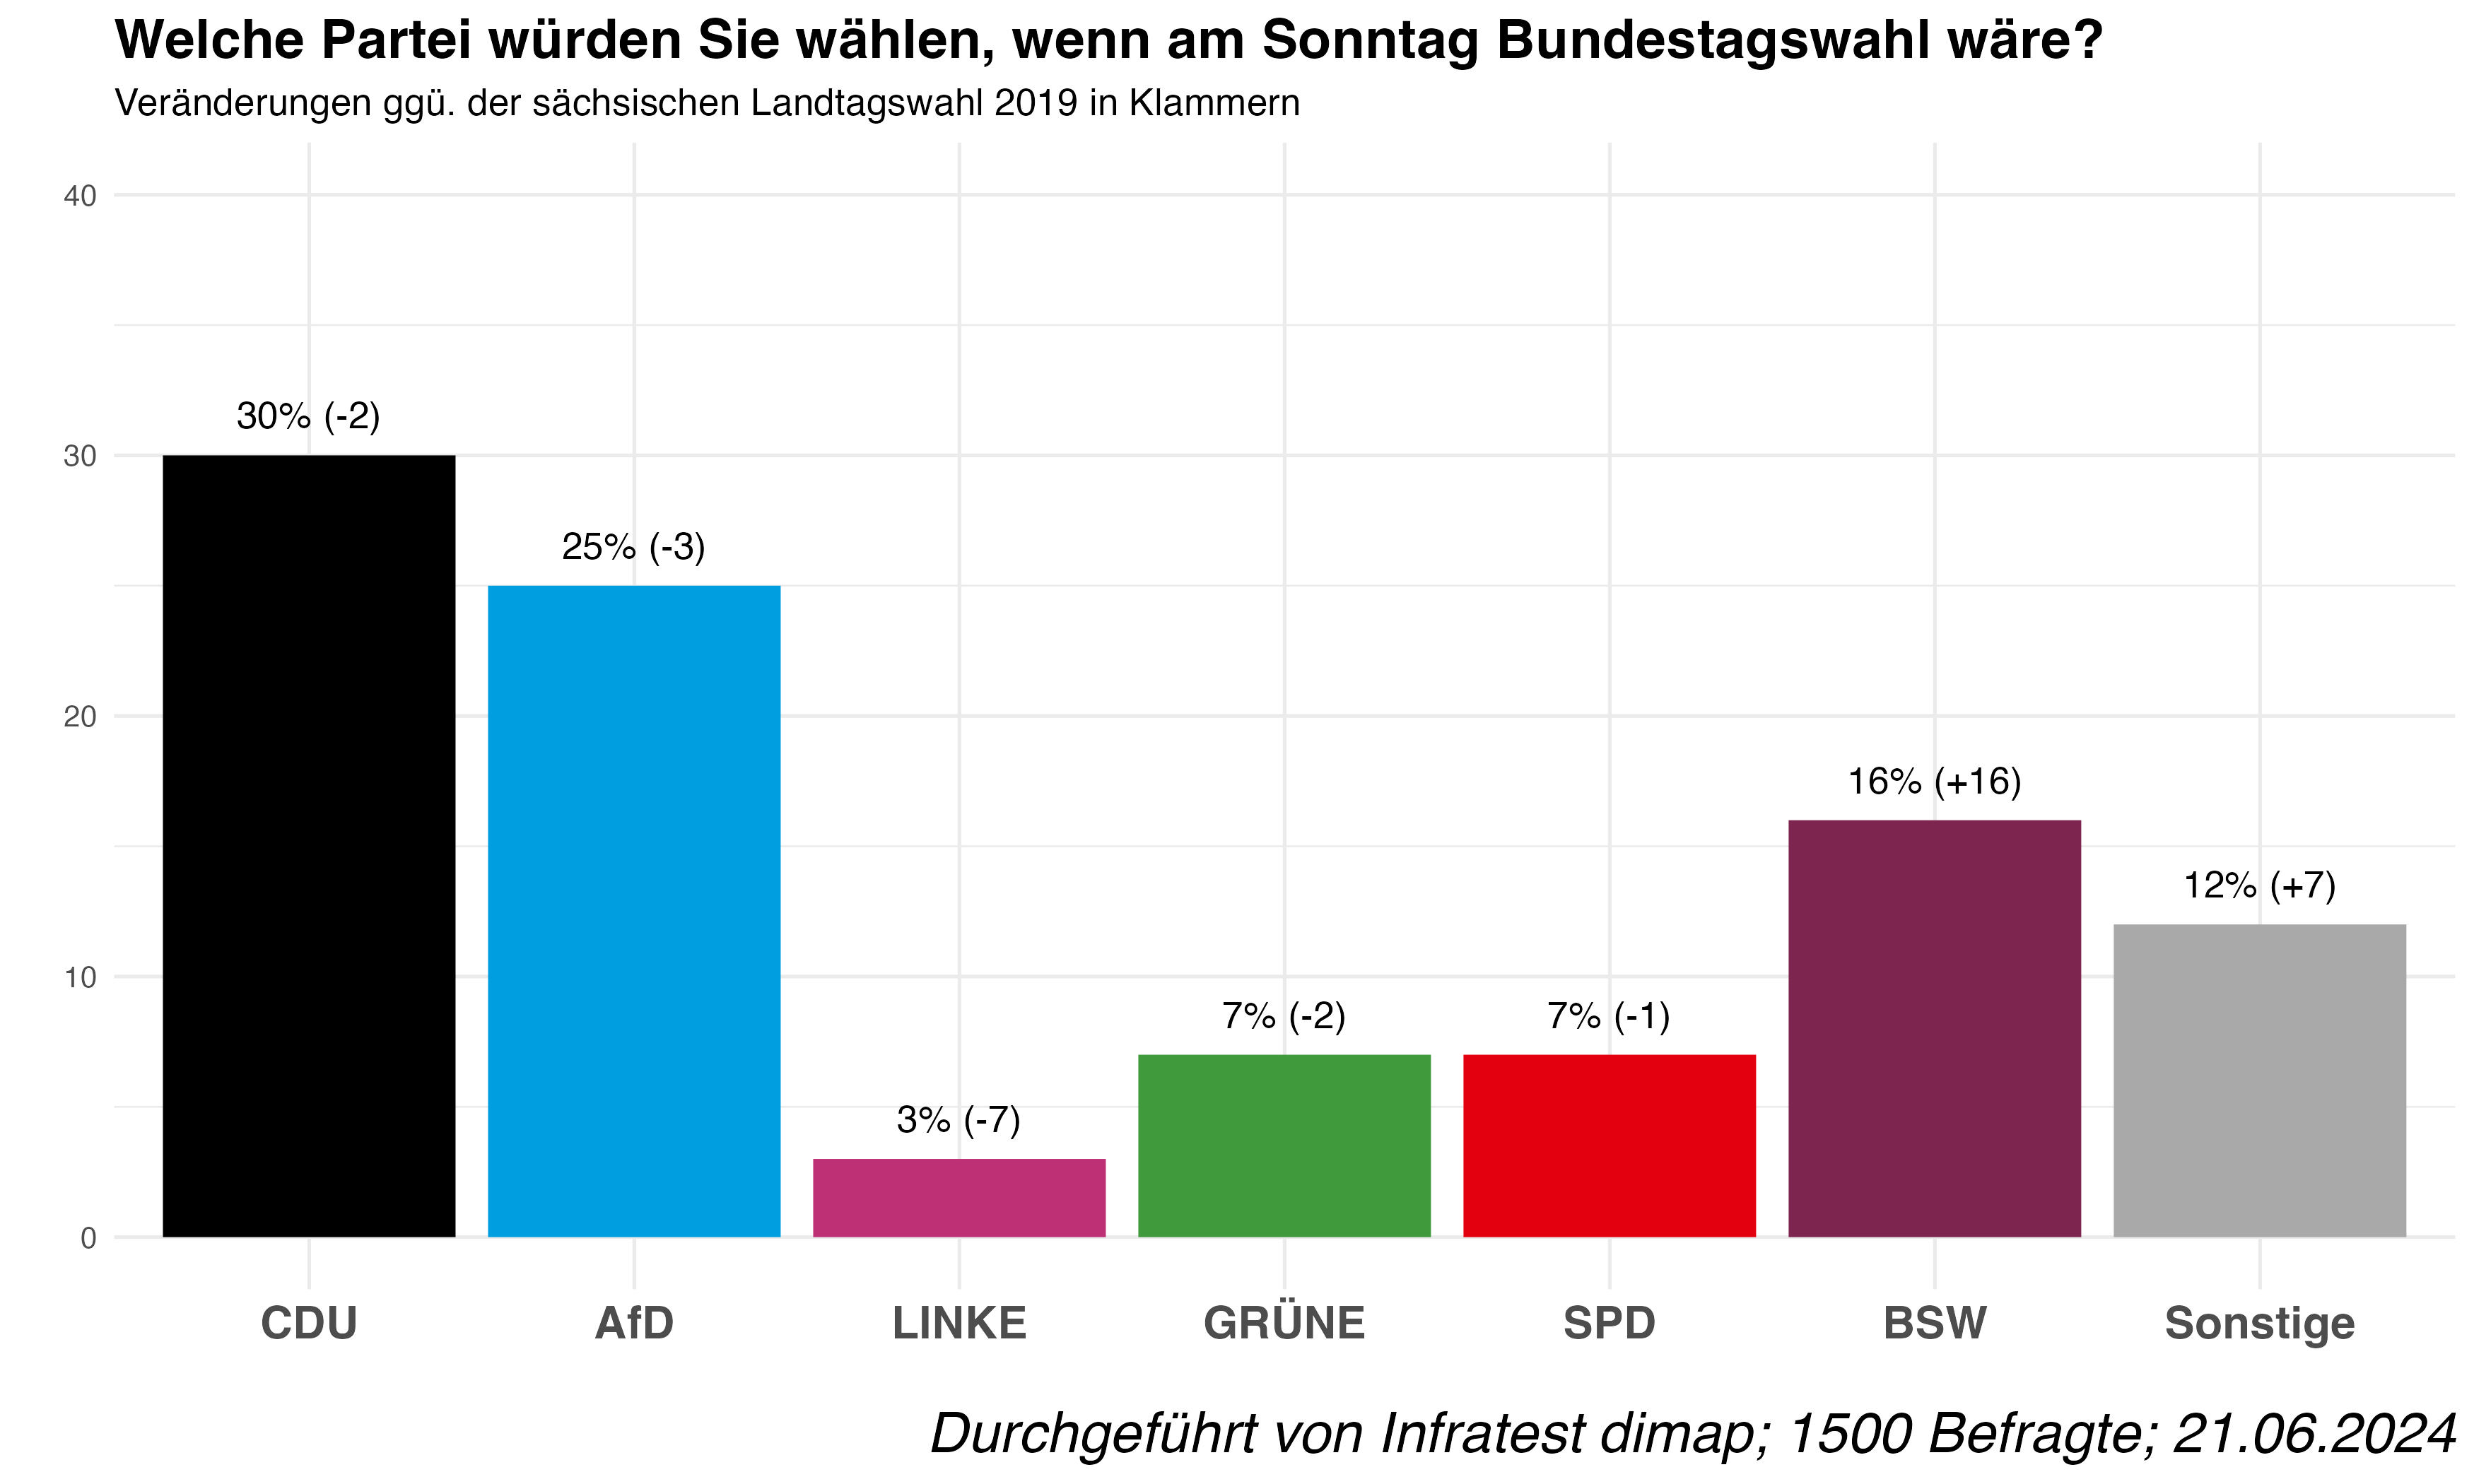 Welche Partei würden Sie wählen, wenn am Sonntag Bundestagswahl wäre?
Veränderungen ggü. der sächsischen Landtagswahl 2019 in Klammern
40
30
20
10
0
30% (-2)
25% (-3)
3% (-7)
7% (-2)
7% (-1)
16% (+16)
12% (+7)
CDU
AfD
LINKE
GRÜNE
SPD
BSW
Sonstige
Durchgeführt von Infratest dimap; 1500 Befragte; 21.06.2024